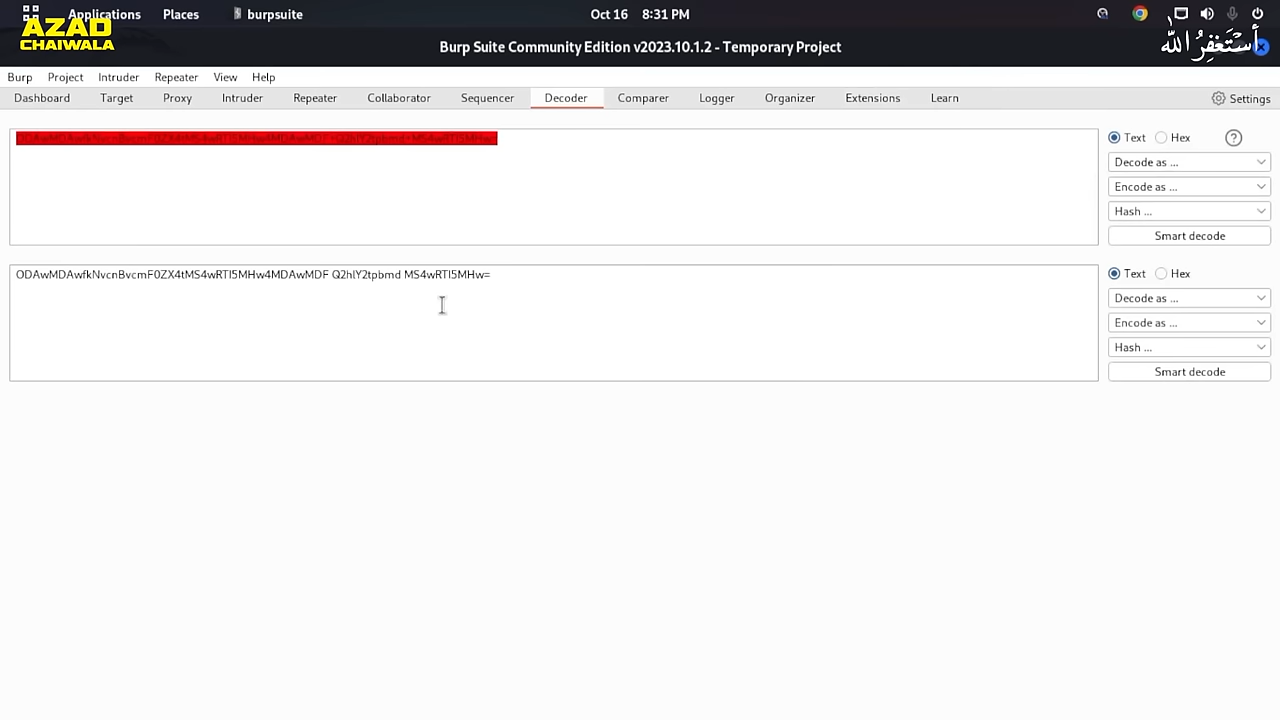 Applications Places burpsuite Oct 16 8:31 PM
AZAD
CHAIWALA
أستغفر الله
Burp Suite Community Edition v2023.10.1.2 - Temporary Project
Burp Project Intruder Repeater View Help
Dashboard Target Proxy Intruder Repeater Collaborator Sequencer Decoder Comparer Logger Organizer Extensions Learn Settings
Text Hex ?
Decode as ...
Encode as ...
Hash ...
Smart decode
ODAwMDAwfkNvcnBvcmF0ZX4tMS4wRTI5MHw4MDAwMDF Q2hlY2tpbmd MS4wRTI5MHw=
Text Hex
Decode as ...
Encode as ...
Hash ...
Smart decode